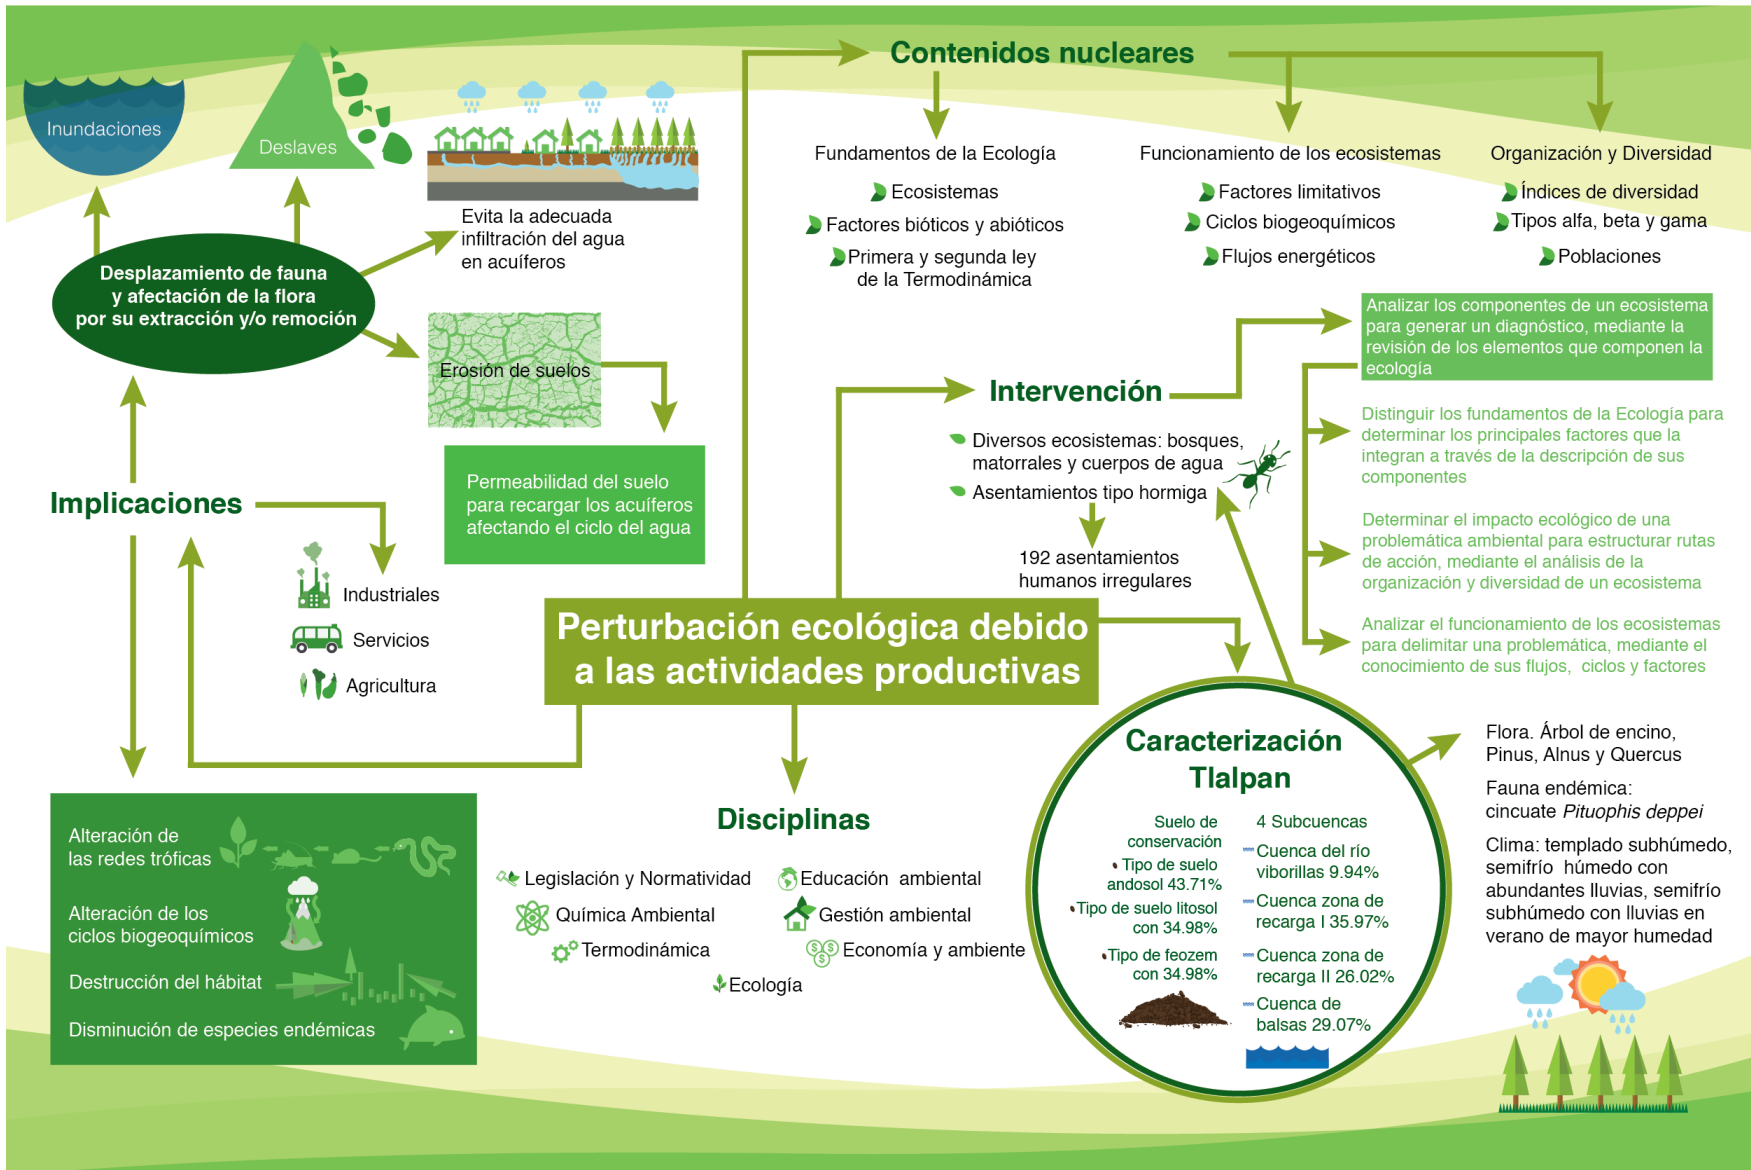 Contenidos nucleares
Inundaciones
Deslaves
Evita la adecuada
infiltración del agua
en acuíferos
Desplazamiento de fauna
y afectación de la flora
por su extracción y/o remoción
Erosión de suelos
Permeabilidad del suelo
para recargar los acuíferos
afectando el ciclo del agua
Fundamentos de la Ecología
Ecosistemas
Factores bióticos y abióticos
Primera y segunda ley
de la Termodinámica
Funcionamiento de los ecosistemas
Factores limitativos
Ciclos biogeoquímicos
Flujos energéticos
Organización y Diversidad
Índices de diversidad
Tipos alfa, beta y gama
Poblaciones
Intervención
Diversos ecosistemas: bosques,
matorrales y cuerpos de agua
Asentamientos tipo hormiga
192 asentamientos
humanos irregulares
Analizar los componentes de un ecosistema
para generar un diagnóstico, mediante la
revisión de los elementos que componen la
ecología
Distinguir los fundamentos de la Ecología para
determinar los principales factores que la
integran a través de la descripción de sus
componentes
Determinar el impacto ecológico de una
problemática ambiental para estructurar rutas
de acción, mediante el análisis de la
organización y diversidad de un ecosistema
Analizar el funcionamiento de los ecosistemas
para delimitar una problemática, mediante el
conocimiento de sus flujos, ciclos y factores
Implicaciones
Industriales
Servicios
Agricultura
Perturbación ecológica debido
a las actividades productivas
Alteración de
las redes tróficas
Alteración de los
ciclos biogeoquímicos
Destrucción del hábitat
Disminución de especies endémicas
Disciplinas
Legislación y Normatividad
Química Ambiental
Termodinámica
Educación ambiental
Gestión ambiental
$ $ $
Economía y ambiente
Ecología
Caracterización
Tlalpan
Suelo de
conservación
Tipo de suelo
andosol 43.71%
Tipo de suelo litosol
con 34.98%
Tipo de feozem
con 34.98%
4 Subcuencas
Cuenca del río
viborillas 9.94%
Cuenca zona de
recarga I 35.97%
Cuenca zona de
recarga II 26.02%
Cuenca de
balsas 29.07%
Flora. Árbol de encino,
Pinus, Alnus y Quercus
Fauna endémica:
cincuate Pituophis deppei
Clima: templado subhúmedo,
semifrío húmedo con
abundantes lluvias, semifrío
subhúmedo con lluvias en
verano de mayor humedad